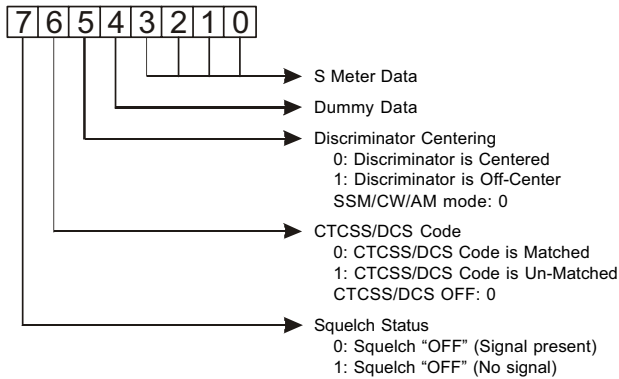 7 6 5 4 3 2 1 0
S Meter Data
Dummy Data
Discriminator Centering
0: Discriminator is Centered
1: Discriminator is Off-Center
SSM/CW/AM mode: 0
CTCSS/DCS Code
0: CTCSS/DCS Code is Matched
1: CTCSS/DCS Code is Un-Matched
CTCSS/DCS OFF: 0
Squelch Status
0: Squelch “OFF” (Signal present)
1: Squelch “OFF” (No signal)